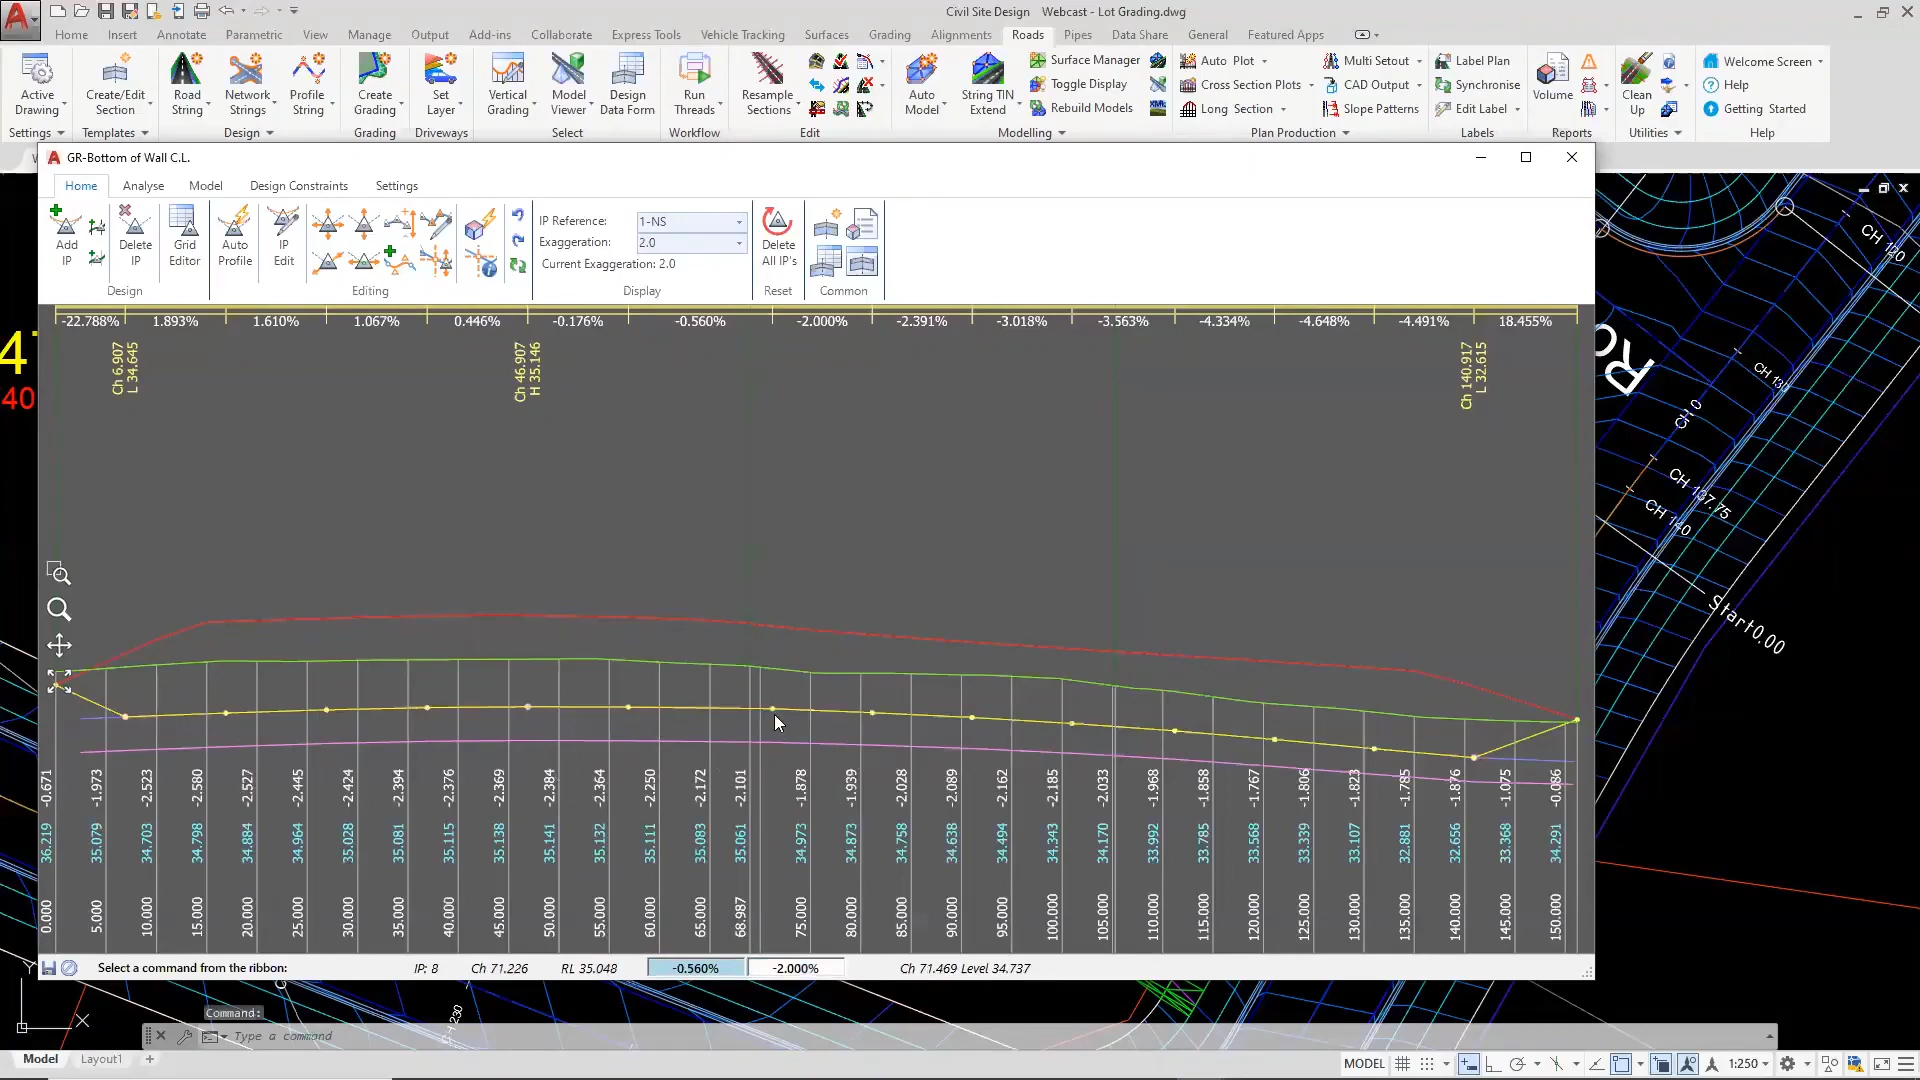 Civil Site Design    Webcast - Lot Grading.dwg
Home Insert Annotate Parametric View Manage Output Add-ins Collaborate Express Tools Vehicle Tracking Surfaces Grading Alignments Roads Pipes Data Share General Featured Apps
Active Drawing
Create/Edit Section
Road String
Network Strings
Profile String
Create Grading
Set Layer
Vertical Grading
Model Viewer
Design Data Form
Run Threads
Resample Sections
Auto Model
String TIN Extend
Surface Manager
Toggle Display
Rebuild Models
Auto Plot
Cross Section Plots
Long Section
Multi Setout
CAD Output
Slope Patterns
Label Plan
Synchronise
Edit Label
Volume
Clean Up
Welcome Screen
Help
Getting Started
Settings Templates Design Grading Driveways Select Workflow Edit Modelling Plan Production Labels Reports Utilities Help
GR-Bottom of Wall C.L.
Home Analyse Model Design Constraints Settings
Add IP
Delete IP
Grid Editor
Auto Profile
IP Edit
IP Reference: 1-NS
Exaggeration: 2.0
Current Exaggeration: 2.0
Delete All IP's
Design Editing Display Reset Common
-22.788% 1.893% 1.610% 1.067% 0.446% -0.176% -0.560% -2.000% -2.391% -3.018% -3.563% -4.334% -4.648% -4.491% 18.455%
Ch 6.907
L 34.645
Ch 46.907
H 35.146
Ch 140.917
L 32.615
-0.671 -1.973 -2.523 -2.580 -2.527 -2.445 -2.424 -2.394 -2.376 -2.369 -2.384 -2.364 -2.250 -2.172 -2.101 -1.878 -1.939 -2.028 -2.089 -2.162 -2.185 -2.033 -1.968 -1.858 -1.767 -1.806 -1.823 -1.785 -1.876 -1.075 -0.086
36.219 35.079 34.703 34.798 34.884 34.964 35.028 35.081 35.115 35.138 35.141 35.132 35.111 35.083 35.061 34.973 34.873 34.758 34.638 34.494 34.343 34.170 33.992 33.785 33.568 33.339 33.107 32.881 32.656 33.368 34.291
0.000 5.000 10.000 15.000 20.000 25.000 30.000 35.000 40.000 45.000 50.000 55.000 60.000 65.000 68.987 75.000 80.000 85.000 90.000 95.000 100.000 105.000 110.000 115.000 120.000 125.000 130.000 135.000 140.000 145.000 150.000
Select a command from the ribbon: IP: 8 Ch 71.226 RL 35.048 -0.560% -2.000% Ch 71.469 Level 34.737
CH 120
CH 137.75
CH 140
Start0.00
CH 230
40
Command:
Type a command
Model Layout1 +
MODEL 1:250